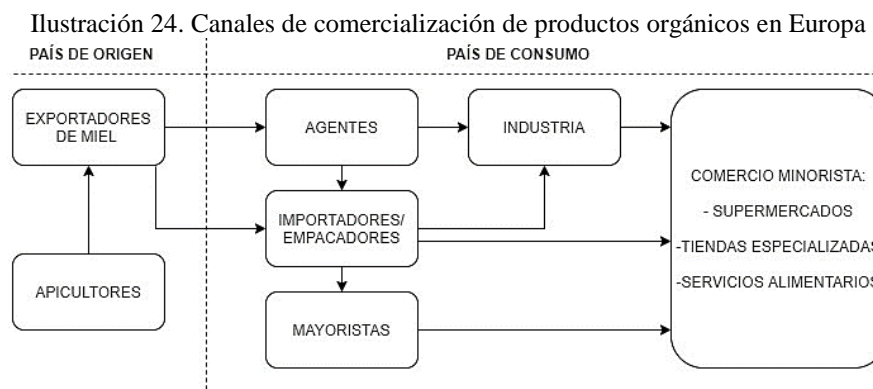 Ilustración 24. Canales de comercialización de productos orgánicos en Europa
PAÍS DE ORIGEN
PAÍS DE CONSUMO
EXPORTADORES
DE MIEL
AGENTES
INDUSTRIA
COMERCIO MINORISTA:
- SUPERMERCADOS
-TIENDAS ESPECIALIZADAS
-SERVICIOS ALIMENTARIOS
IMPORTADORES/
EMPACADORES
APICULTORES
MAYORISTAS